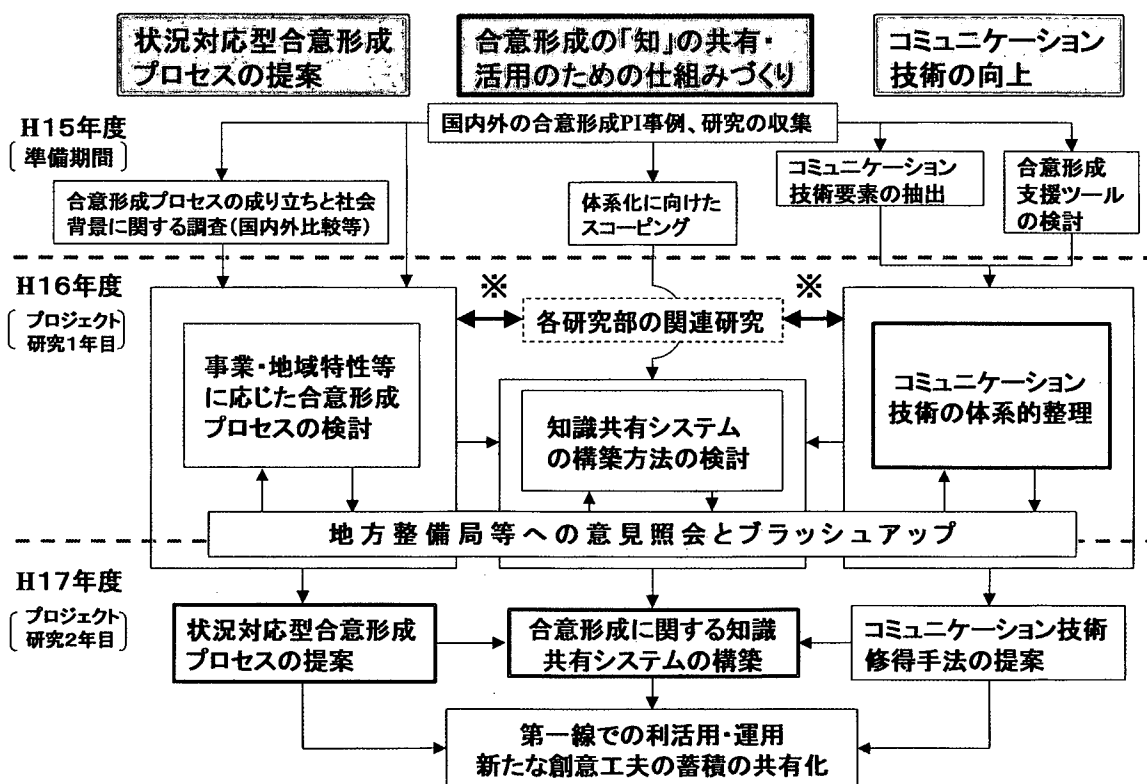 状況対応型合意形成
プロセスの提案
合意形成の「知」の共有・
活用のための仕組みづくり
コミュニケーション
技術の向上
H15年度
準備期間
国内外の合意形成PI事例、研究の収集
合意形成プロセスの成り立ちと社会
背景に関する調査(国内外比較等)
体系化に向けた
スコーピング
コミュニケーション
技術要素の抽出
合意形成
支援ツール
の検討
H16年度
プロジェクト
研究1年目
※
※
各研究部の関連研究
事業・地域特性等
に応じた合意形成
プロセスの検討
知識共有システム
の構築方法の検討
コミュニケーション
技術の体系的整理
地方整備局等への意見照会とブラッシュアップ
H17年度
プロジェクト
研究2年目
状況対応型合意形成
プロセスの提案
合意形成に関する知識
共有システムの構築
コミュニケーション技術
修得手法の提案
第一線での利活用・運用
新たな創意工夫の蓄積の共有化